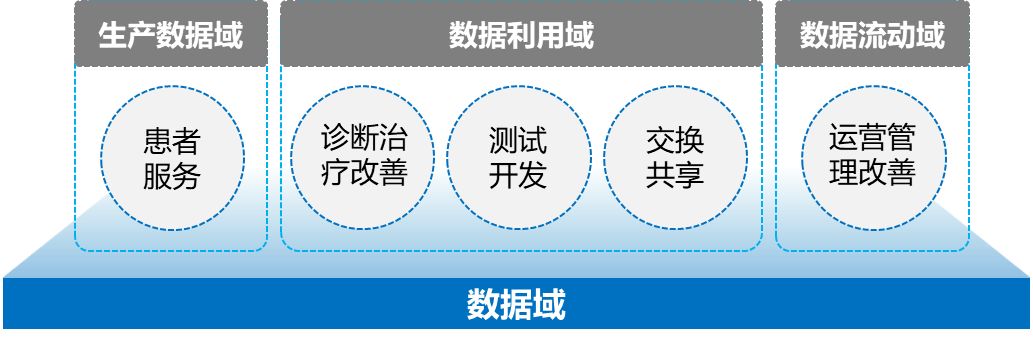 生产数据域
数据利用域
数据流动域
患者
服务
诊断治
疗改善
测试
开发
交换
共享
运营管
理改善
数据域